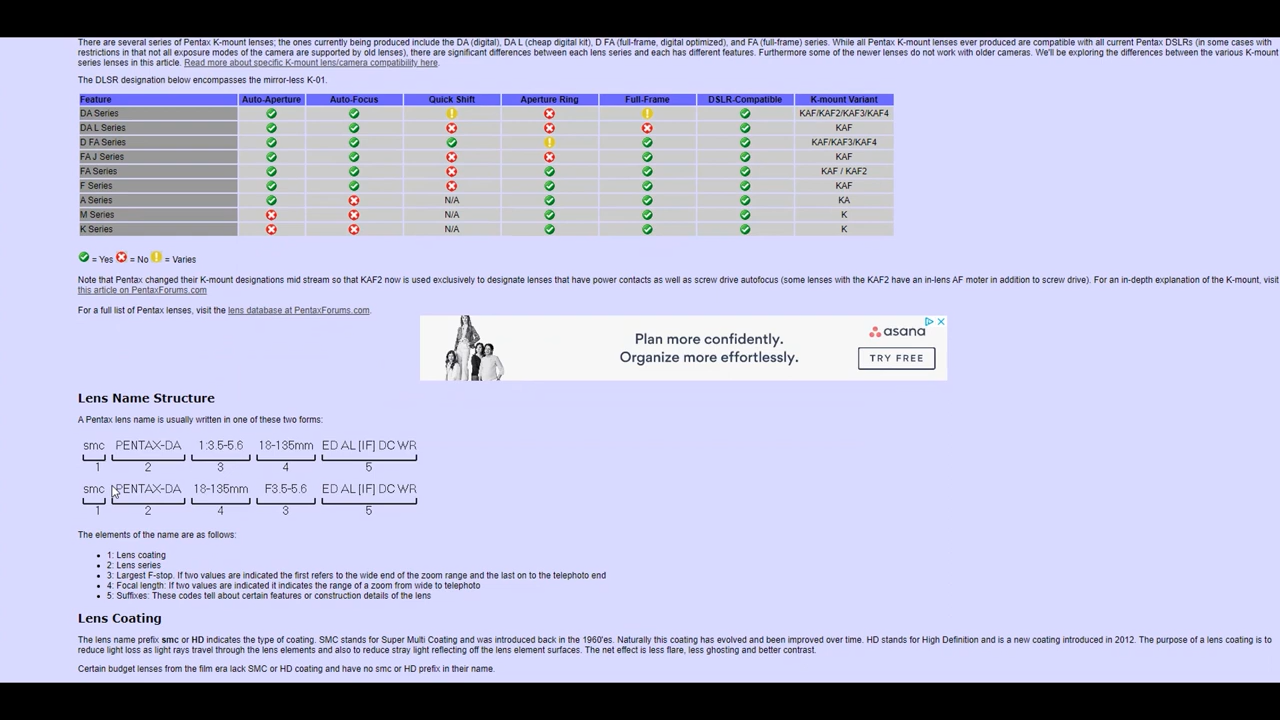 There are several series of Pentax K-mount lenses; the ones currently being produced include the DA (digital), DA L (cheap digital kit), D FA (full-frame, digital optimized), and FA (full-frame) series. While all Pentax K-mount lenses ever produced are compatible with all current Pentax DSLRs (in some cases with
restrictions in that not all exposure modes of the camera are supported by old lenses), there are significant differences between each lens series and each has different features. Furthermore some of the newer lenses do not work with older cameras. We'll be exploring the differences between the various K-mount
series lenses in this article. Read more about specific K-mount lens/camera compatibility here.
The DLSR designation below encompasses the mirror-less K-01.
Feature Auto-Aperture Auto-Focus Quick Shift Aperture Ring Full-Frame DSLR-Compatible K-mount Variant
DA Series KAF/KAF2/KAF3/KAF4
DA L Series KAF
D FA Series KAF/KAF3/KAF4
FA J Series KAF
FA Series KAF / KAF2
F Series KAF
A Series N/A KA
M Series N/A K
K Series N/A K
= Yes = No = Varies
Note that Pentax changed their K-mount designations mid stream so that KAF2 now is used exclusively to designate lenses that have power contacts as well as screw drive autofocus (some lenses with the KAF2 have an in-lens AF moter in addition to screw drive). For an in-depth explanation of the K-mount, visit
this article on PentaxForums.com
For a full list of Pentax lenses, visit the lens database at PentaxForums.com.
Plan more confidently.
Organize more effortlessly.
asana
TRY FREE
Lens Name Structure
A Pentax lens name is usually written in one of these two forms:
smc PENTAX-DA 1:3.5-5.6 18-135mm ED AL [IF] DC WR
1 2 3 4 5
smc PENTAX-DA 18-135mm F3.5-5.6 ED AL [IF] DC WR
1 2 4 3 5
The elements of the name are as follows:
• 1: Lens coating
• 2: Lens series
• 3: Largest F-stop. If two values are indicated the first refers to the wide end of the zoom range and the last on to the telephoto end
• 4: Focal length: If two values are indicated it indicates the range of a zoom from wide to telephoto
• 5: Suffixes: These codes tell about certain features or construction details of the lens
Lens Coating
The lens name prefix smc or HD indicates the type of coating. SMC stands for Super Multi Coating and was introduced back in the 1960'es. Naturally this coating has evolved and been improved over time. HD stands for High Definition and is a new coating introduced in 2012. The purpose of a lens coating is to
reduce light loss as light rays travel through the lens elements and also to reduce stray light reflecting off the lens element surfaces. The net effect is less flare, less ghosting and better contrast.
Certain budget lenses from the film era lack SMC or HD coating and have no smc or HD prefix in their name.